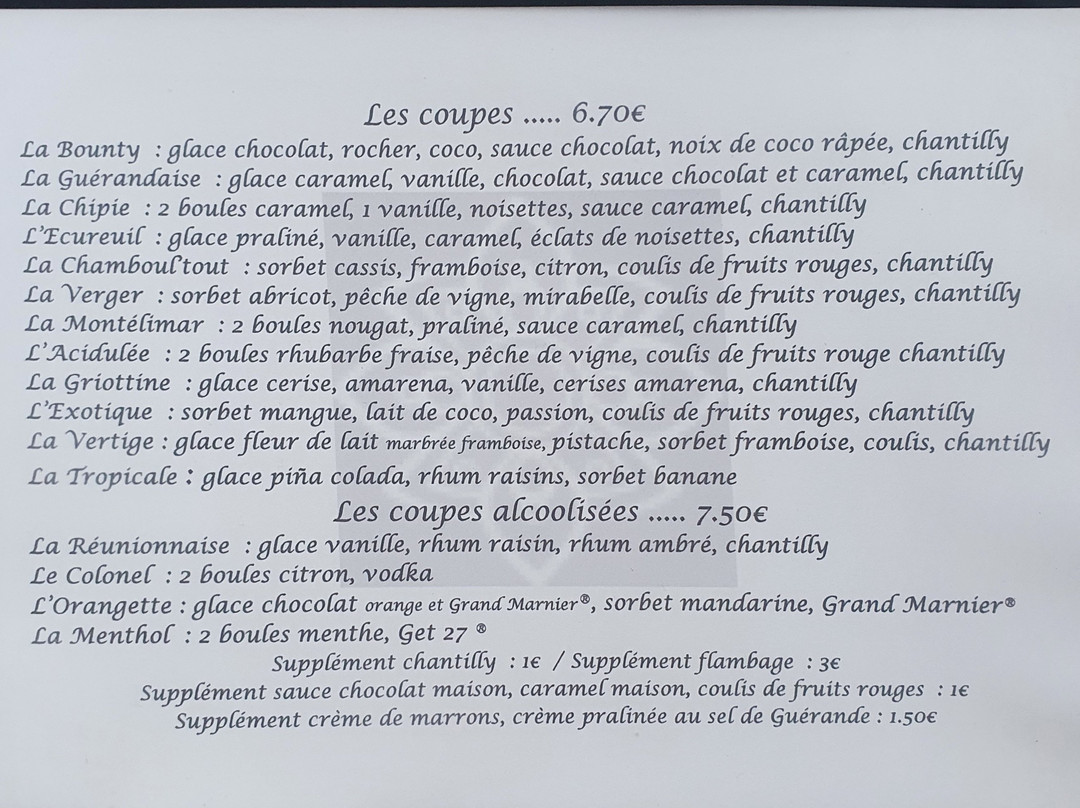 Les coupes ..... 6.70€
La Bounty : glace chocolat, rocher, coco, sauce chocolat, noix de coco râpée, chantilly
La Guérandaise : glace caramel, vanille, chocolat, sauce chocolat et caramel, chantilly
La Chipie : 2 boules caramel, 1 vanille, noisettes, sauce caramel, chantilly
L'Ecureuil : glace praliné, vanille, caramel, éclats de noisettes, chantilly
La Chamboul'tout : sorbet cassis, framboise, citron, coulis de fruits rouges, chantilly
La Verger : sorbet abricot, pêche de vigne, mirabelle, coulis de fruits rouges, chantilly
La Montélimar : 2 boules nougat, praliné, sauce caramel, chantilly
L'Acidulée : 2 boules rhubarbe fraise, pêche de vigne, coulis de fruits rouge chantilly
La Griottine : glace cerise, amarena, vanille, cerises amarena, chantilly
L'Exotique : sorbet mangue, lait de coco, passion, coulis de fruits rouges, chantilly
La Vertige : glace fleur de lait marbrée framboise, pistache, sorbet framboise, coulis, chantilly
La Tropicale : glace piña colada, rhum raisins, sorbet banane
Les coupes alcoolisées ..... 7.50€
La Réunionnaise : glace vanille, rhum raisin, rhum ambré, chantilly
Le Colonel : 2 boules citron, vodka
L'Orangette : glace chocolat orange et Grand Marnier®, sorbet mandarine, Grand Marnier®
La Menthol : 2 boules menthe, Get 27 ®
Supplément chantilly : 1€ / Supplément flambage : 3€
Supplément sauce chocolat maison, caramel maison, coulis de fruits rouges : 1€
Supplément crème de marrons, crème pralinée au sel de Guérande : 1.50€